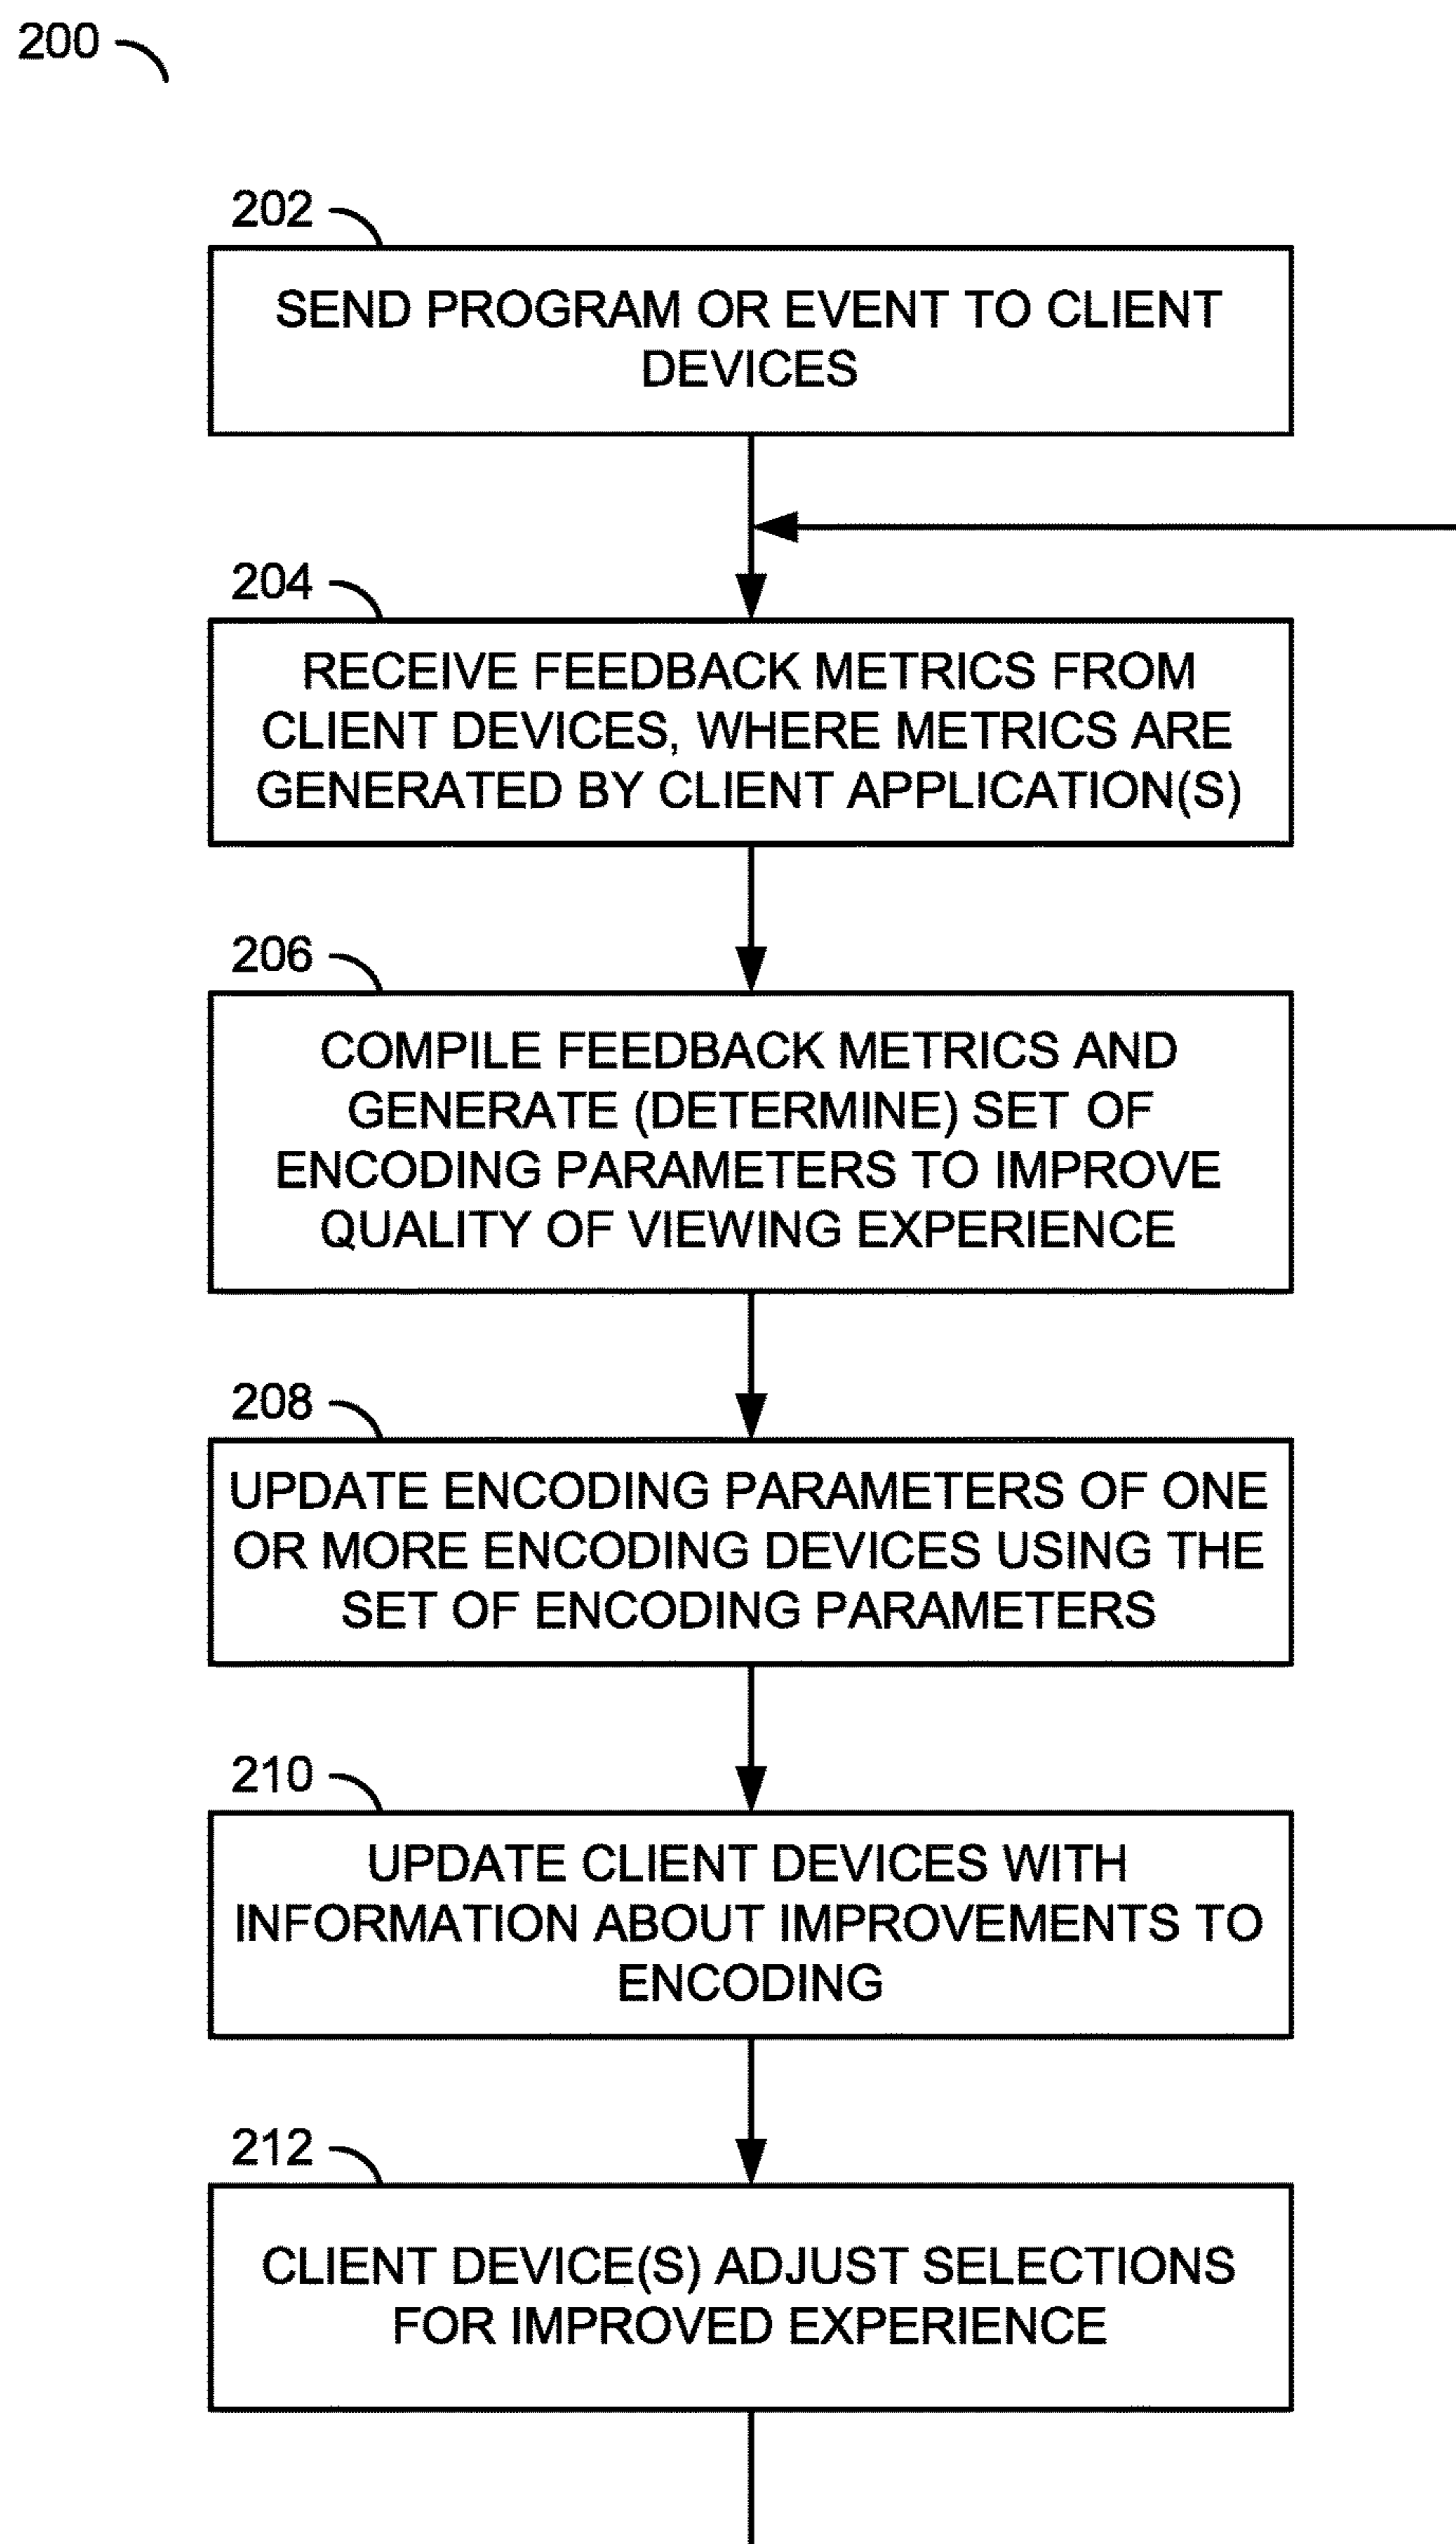 200
202
SEND PROGRAM OR EVENT TO CLIENT
DEVICES
204
RECEIVE FEEDBACK METRICS FROM
CLIENT DEVICES, WHERE METRICS ARE
GENERATED BY CLIENT APPLICATION(S)
206
COMPILE FEEDBACK METRICS AND
GENERATE (DETERMINE) SET OF
ENCODING PARAMETERS TO IMPROVE
QUALITY OF VIEWING EXPERIENCE
208
UPDATE ENCODING PARAMETERS OF ONE
OR MORE ENCODING DEVICES USING THE
SET OF ENCODING PARAMETERS
210
UPDATE CLIENT DEVICES WITH
INFORMATION ABOUT IMPROVEMENTS TO
ENCODING
212
CLIENT DEVICE(S) ADJUST SELECTIONS
FOR IMPROVED EXPERIENCE